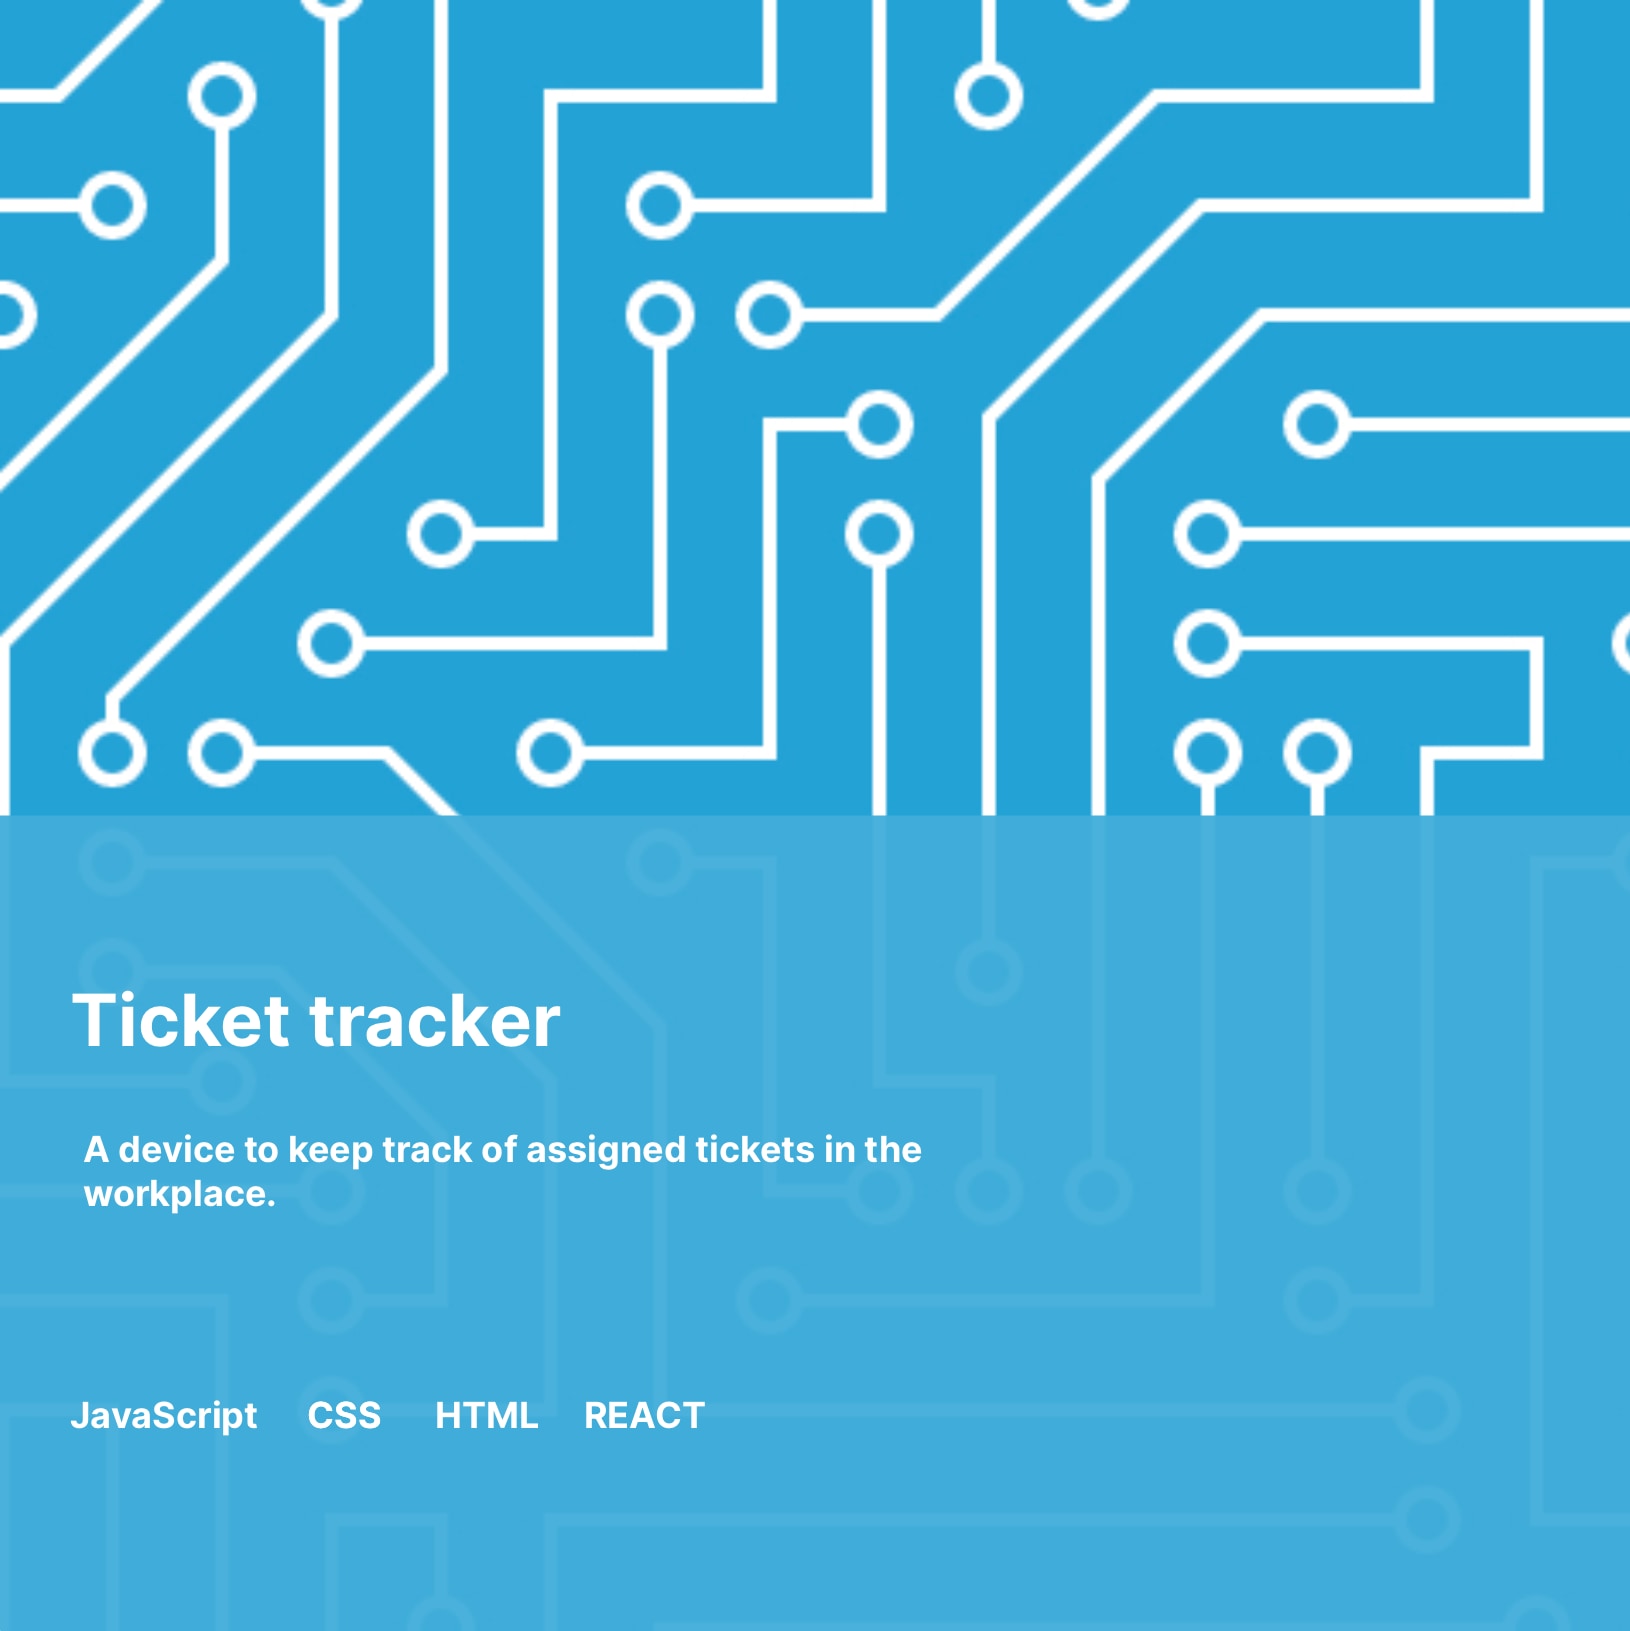 Ticket tracker
A device to keep track of assigned tickets in the
workplace.
JavaScript CSS HTML REACT